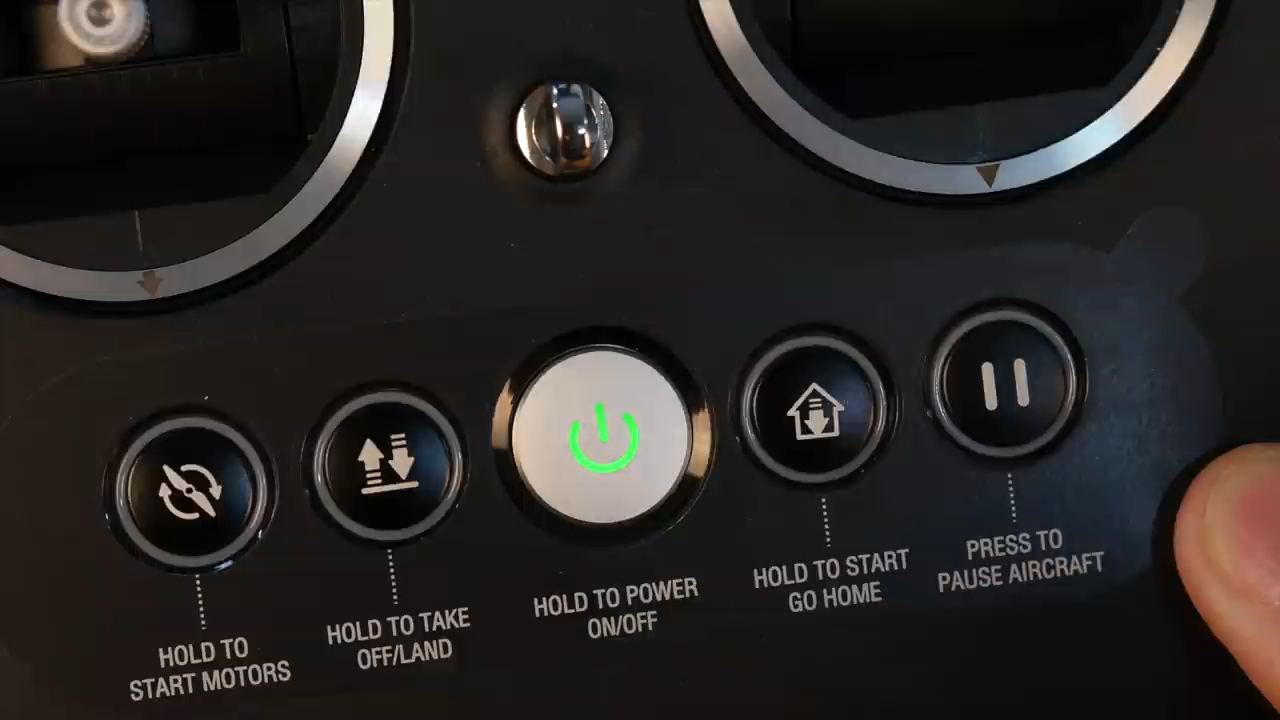 HOLD TO
START MOTORS
HOLD TO TAKE
OFF/LAND
HOLD TO POWER
ON/OFF
HOLD TO START
GO HOME
PRESS TO
PAUSE AIRCRAFT